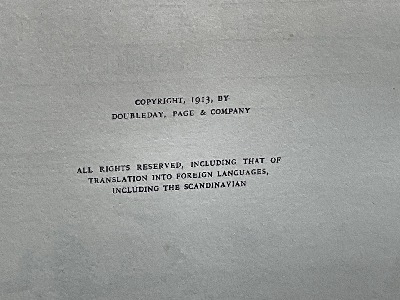 COPYRIGHT, 1913, BY
DOUBLEDAY, PAGE & COMPANY
ALL RIGHTS RESERVED, INCLUDING THAT OF
TRANSLATION INTO FOREIGN LANGUAGES,
INCLUDING THE SCANDINAVIAN